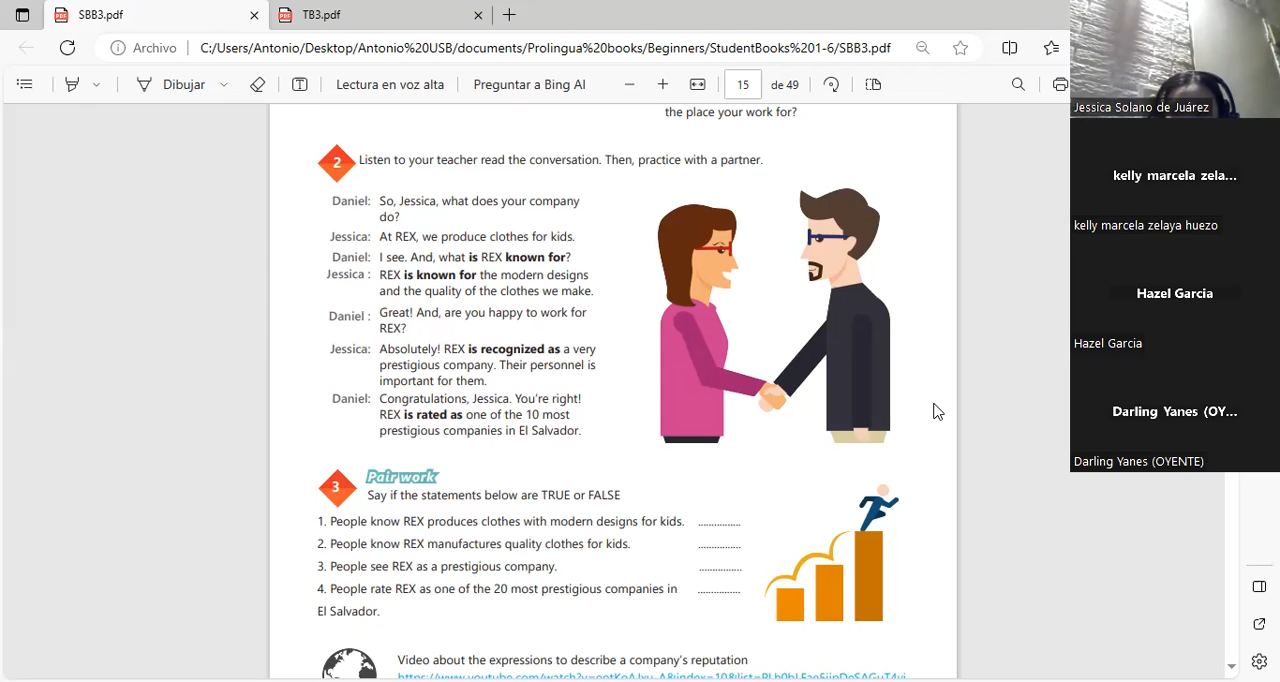 SBB3.pdf
TB3.pdf
Archivo
C:/Users/Antonio/Desktop/Antonio%20USB/documents/Prolingua%20books/Beginners/StudentBooks%201-6/SBB3.pdf
Dibujar
Lectura en voz alta
Preguntar a Bing AI
15
de 49
the place your work for?
2
Listen to your teacher read the conversation. Then, practice with a partner.
Daniel: So, Jessica, what does your company
do?
Jessica: At REX, we produce clothes for kids.
Daniel: I see. And, what is REX known for?
Jessica : REX is known for the modern designs
and the quality of the clothes we make.
Daniel : Great! And, are you happy to work for
REX?
Jessica: Absolutely! REX is recognized as a very
prestigious company. Their personnel is
important for them.
Daniel: Congratulations, Jessica. You're right!
REX is rated as one of the 10 most
prestigious companies in El Salvador.
3
Pair work
Say if the statements below are TRUE or FALSE
1. People know REX produces clothes with modern designs for kids. ...............
2. People know REX manufactures quality clothes for kids. ...............
3. People see REX as a prestigious company. ...............
4. People rate REX as one of the 20 most prestigious companies in ...............
El Salvador.
Video about the expressions to describe a company's reputation
Jessica Solano de Juárez
kelly marcela zela...
kelly marcela zelaya huezo
Hazel Garcia
Hazel Garcia
Darling Yanes (OY...
Darling Yanes (OYENTE)